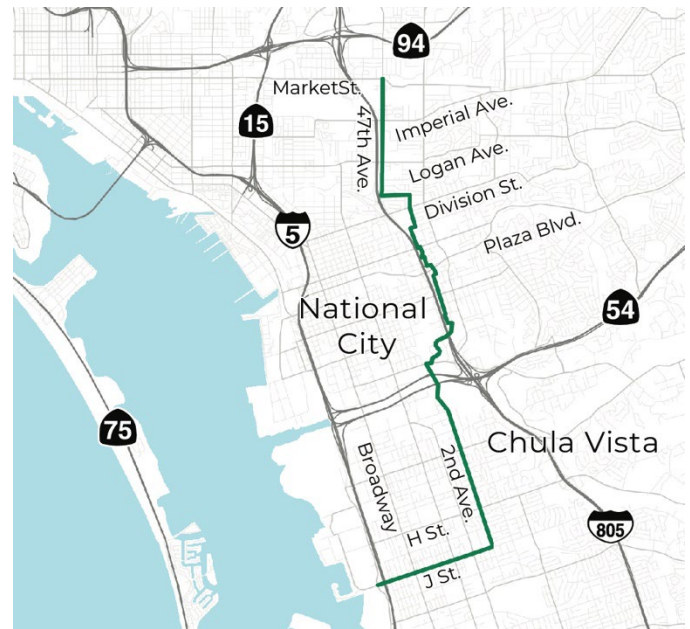 94
MarketSt.
47th Ave.
Imperial Ave.
15
Logan Ave.
Division St.
5
Plaza Blvd.
National
City
54
75
Chula Vista
Broadway
2nd Ave.
H St.
805
J St.